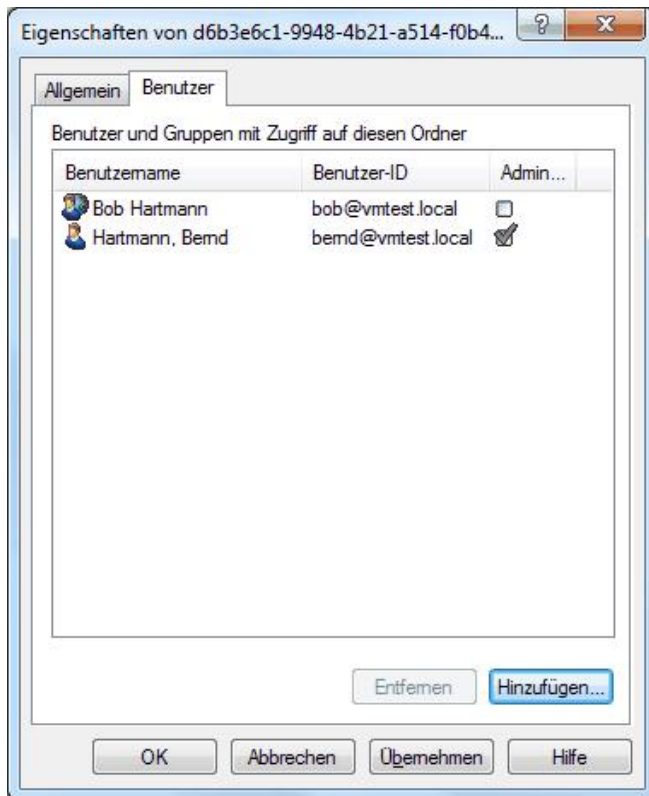 Eigenschaften von d6b3e6c1-9948-4b21-a514-f0b4...
Allgemein Benutzer
Benutzer und Gruppen mit Zugriff auf diesen Ordner
Benutzername Benutzer-ID Admin...
Bob Hartmann bob@vmtest.local
Hartmann, Bernd bernd@vmtest.local
Entfernen Hinzufügen...
OK Abbrechen Übernehmen Hilfe